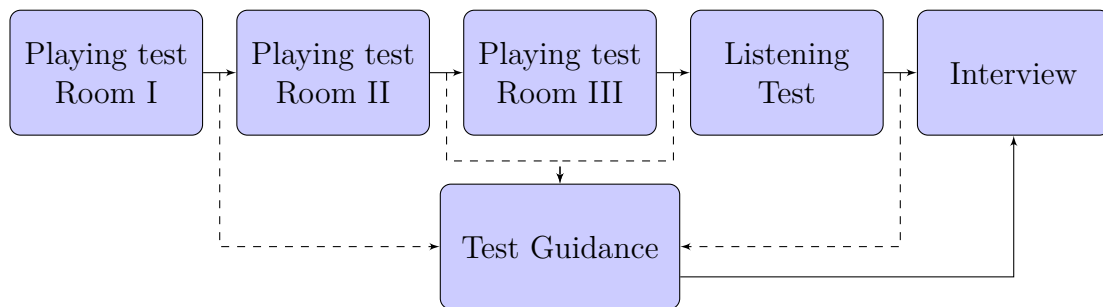 Playing test
Room I
Playing test
Room II
Playing test
Room III
Listening
Test
Interview
Test Guidance